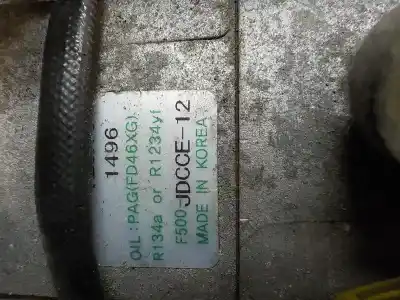 1496
OIL : PAG(FD46XG)
R134a or R1234yf
F500-JDCCE-12
MADE IN KOREA